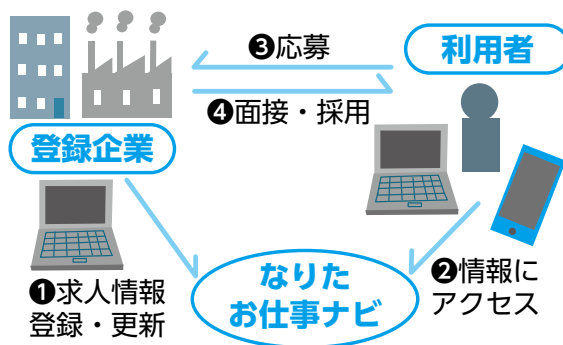 ❸応募
利用者
❹面接・採用
登録企業
❶求人情報
登録・更新
なりた
お仕事ナビ
❷情報に
アクセス